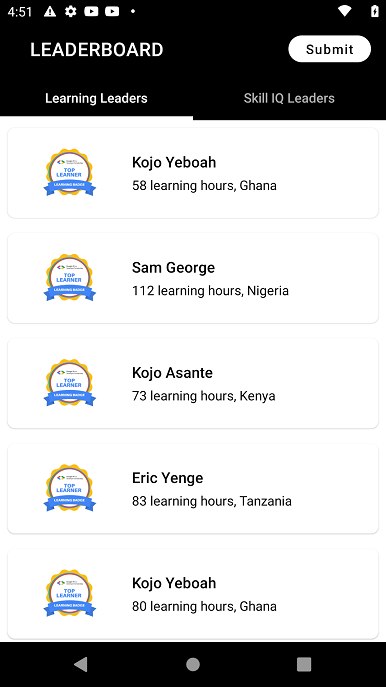 4:51
LEADERBOARD
Submit
Learning Leaders
Skill IQ Leaders
TOP
LEARNER
LEARNING BADGE
Kojo Yeboah
58 learning hours, Ghana
TOP
LEARNER
LEARNING BADGE
Sam George
112 learning hours, Nigeria
TOP
LEARNER
LEARNING BADGE
Kojo Asante
73 learning hours, Kenya
TOP
LEARNER
LEARNING BADGE
Eric Yenge
83 learning hours, Tanzania
TOP
LEARNER
LEARNING BADGE
Kojo Yeboah
80 learning hours, Ghana